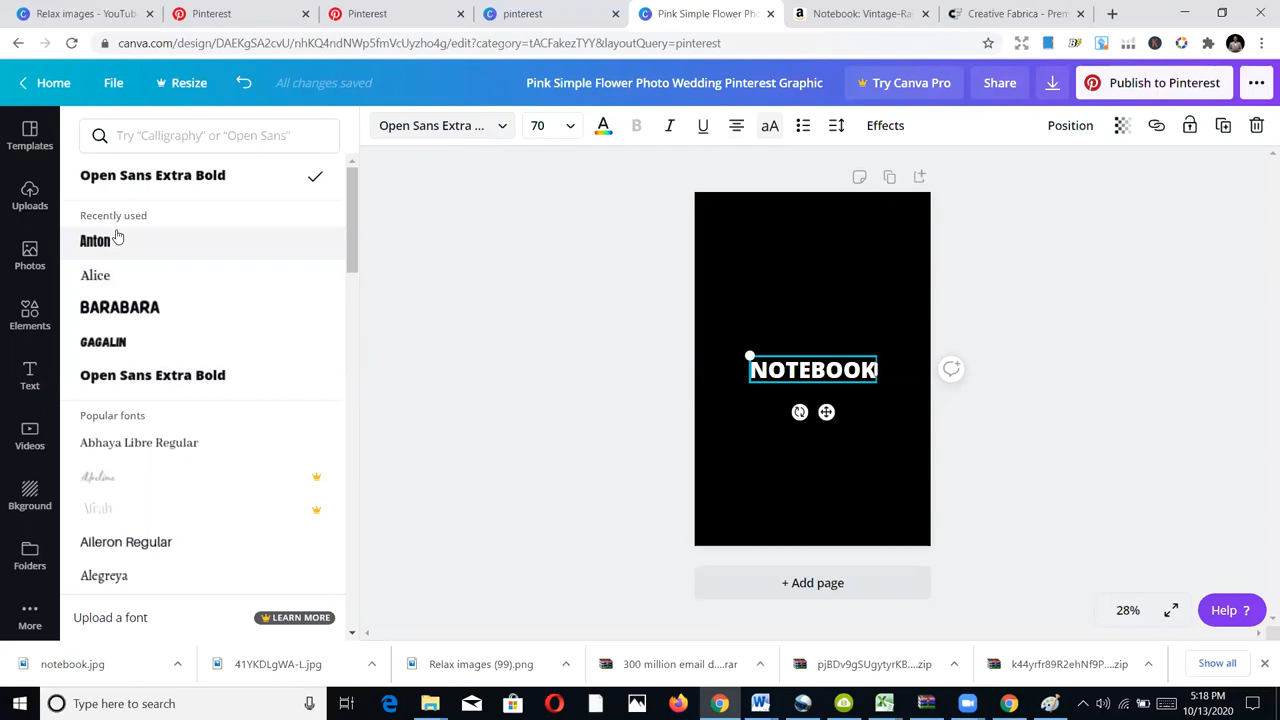 Canva - YouTub
Pinterest
Pinterest
pinterest
Pink Simple Flower Pho
Notebook: Vintage-Ra
Creative Fabrica - Prem
canva.com/design/DAEKgSA2cvU/nhKQ4ndNWp5fmVcUyzho4g/edit?category=tACFakezTYY&layoutQuery=pinterest
Home
File
Resize
All changes saved
Pink Simple Flower Photo Wedding Pinterest Graphic
Try Canva Pro
Share
Publish to Pinterest
Templates
Uploads
Photos
Elements
Text
Videos
Bkground
Folders
More
Try “Calligraphy” or “Open Sans”
Open Sans Extra Bold
Recently used
Anton
Alice
BARABARA
GAGALIN
Open Sans Extra Bold
Popular fonts
Abhaya Libre Regular
Aileron Regular
Alegreya
Upload a font
LEARN MORE
Open Sans Extra ...
70
A
B
I
U
aA
Effects
Position
NOTEBOOK
+ Add page
28%
Help ?
notebook.jpg
41YKDLgWA-L.jpg
Relax images (99).png
300 million email d....rar
pjBDv9gSUgytyrKB....zip
k44yrfr89R2ehNf9P....zip
Show all
Type here to search
5:18 PM
10/13/2020